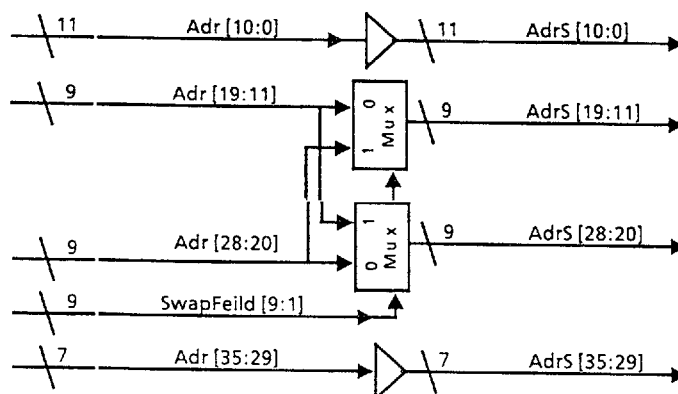 11 Adr [10:0] 11 AdrS [10:0]
9 Adr [19:11] 0 1 Mux 9 AdrS [19:11]
9 Adr [28:20] 1 0 Mux 9 AdrS [28:20]
9 SwapFeild [9:1]
7 Adr [35:29] 7 AdrS [35:29]